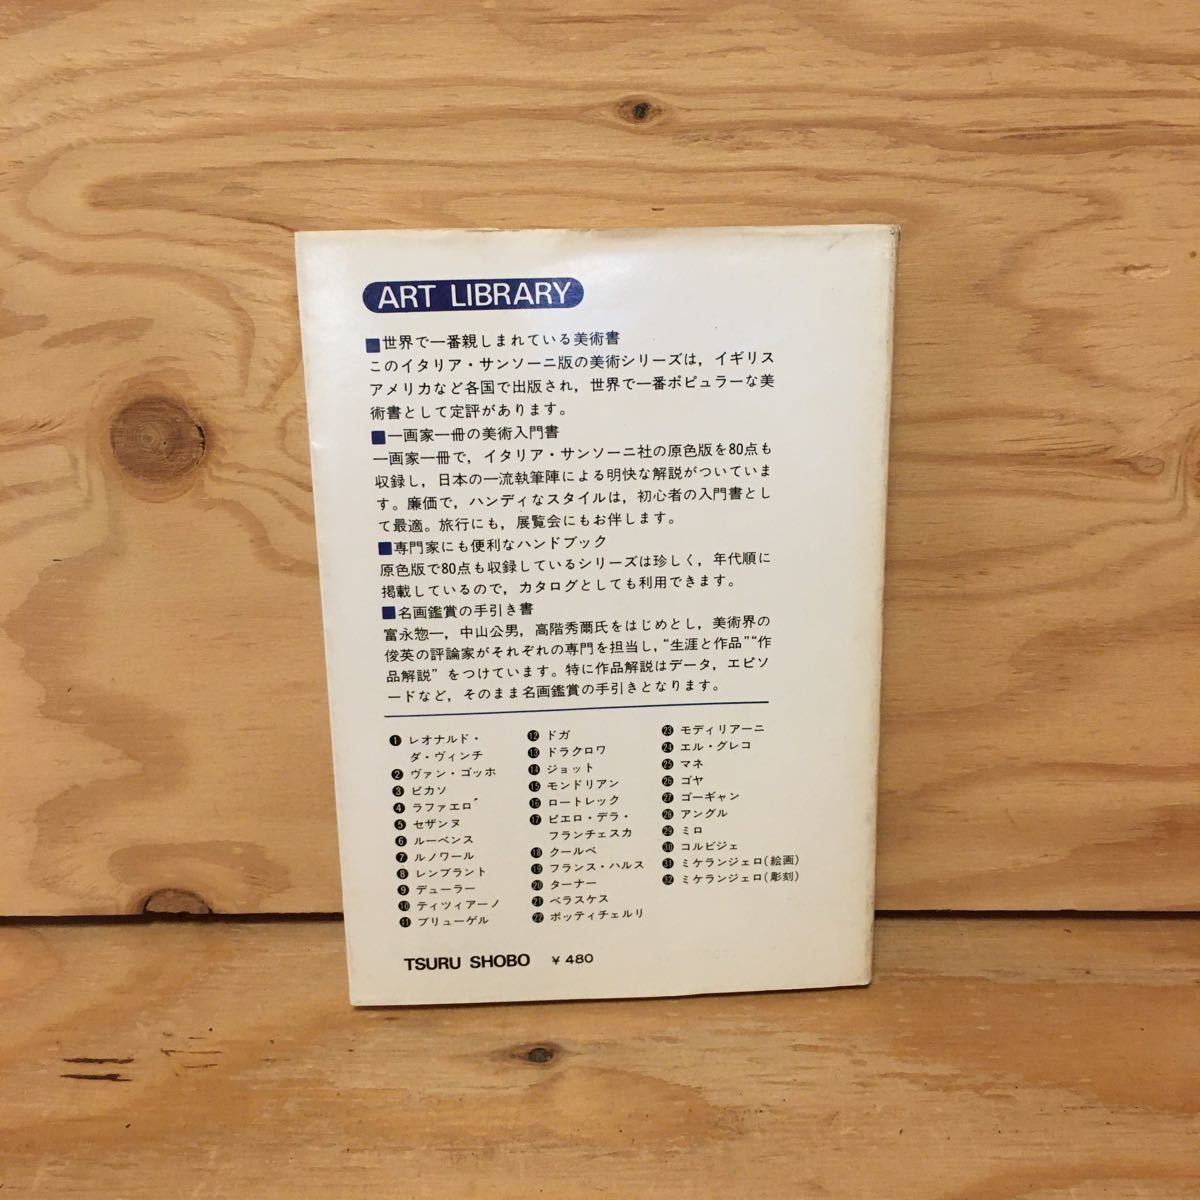 ART LIBRARY
■世界で一番親しまれている美術書
このイタリア・サンソーニ版の美術シリーズは，イギリス
アメリカなど各国で出版され，世界で一番ポピュラーな美
術書として定評があります。
■一画家一冊の美術入門書
一画家一冊で，イタリア・サンソーニ社の原色版を80点も
収録し，日本の一流執筆陣による明快な解説がついていま
す。廉価で，ハンディなスタイルは，初心者の入門書とし
て最適。旅行にも，展覧会にもお伴します。
■専門家にも便利なハンドブック
原色版で80点も収録しているシリーズは珍しく，年代順に
掲載しているので，カタログとしても利用できます。
■名画鑑賞の手引き書
富永惣一，中山公男，高階秀爾氏をはじめとし，美術界の
俊英の評論家がそれぞれの専門を担当し，“生涯と作品”“作
品解説”をつけています。特に作品解説はデータ，エピソ
ードなど，そのまま名画鑑賞の手引きとなります。
❶ レオナルド・
ダ・ヴィンチ
❷ ヴァン・ゴッホ
❸ ピカソ
❹ ラファエロ
❺ セザンヌ
❻ ルーベンス
❼ ルノワール
❽ レンブラント
❾ デューラー
❿ ティツィアーノ
⓫ ブリューゲル
⓬ ドガ
⓭ ドラクロワ
⓮ ジョット
⓯ モンドリアン
⓰ ロートレック
⓱ ピエロ・デラ・
フランチェスカ
⓲ クールベ
⓳ フランス・ハルス
⓴ ターナー
㉑ ベラスケス
㉒ ボッティチェルリ
㉓ モディリアーニ
㉔ エル・グレコ
㉕ マネ
㉖ ゴヤ
㉗ ゴーギャン
㉘ アングル
㉙ ミロ
㉚ コルビジェ
㉛ ミケランジェロ(絵画)
㉜ ミケランジェロ(彫刻)
TSURU SHOBO ￥480